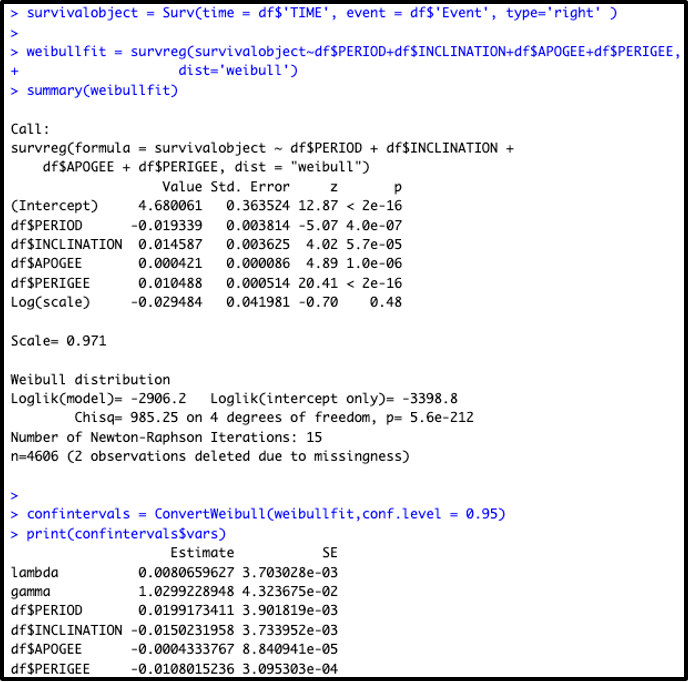 > survivalobject = Surv(time = df$'TIME', event = df$'Event', type='right' )
>
> weibullfit = survreg(survivalobject~df$PERIOD+df$INCLINATION+df$APOGEE+df$PERIGEE,
+                      dist='weibull')
> summary(weibullfit)

Call:
survreg(formula = survivalobject ~ df$PERIOD + df$INCLINATION +
    df$APOGEE + df$PERIGEE, dist = "weibull")
                   Value Std. Error     z       p
(Intercept)     4.680061   0.363524 12.87 < 2e-16
df$PERIOD      -0.019339   0.003814 -5.07 4.0e-07
df$INCLINATION  0.014587   0.003625  4.02 5.7e-05
df$APOGEE       0.000421   0.000086  4.89 1.0e-06
df$PERIGEE      0.010488   0.000514 20.41 < 2e-16
Log(scale)     -0.029484   0.041981 -0.70    0.48

Scale= 0.971

Weibull distribution
Loglik(model)= -2906.2   Loglik(intercept only)= -3398.8
        Chisq= 985.25 on 4 degrees of freedom, p= 5.6e-212
Number of Newton-Raphson Iterations: 15
n=4606 (2 observations deleted due to missingness)

>
> confintervals = ConvertWeibull(weibullfit,conf.level = 0.95)
> print(confintervals$vars)
                    Estimate           SE
lambda          0.0080659627 3.703028e-03
gamma           1.0299228948 4.323675e-02
df$PERIOD       0.0199173411 3.901819e-03
df$INCLINATION -0.0150231958 3.733952e-03
df$APOGEE      -0.0004333767 8.840941e-05
df$PERIGEE     -0.0108015236 3.095303e-04